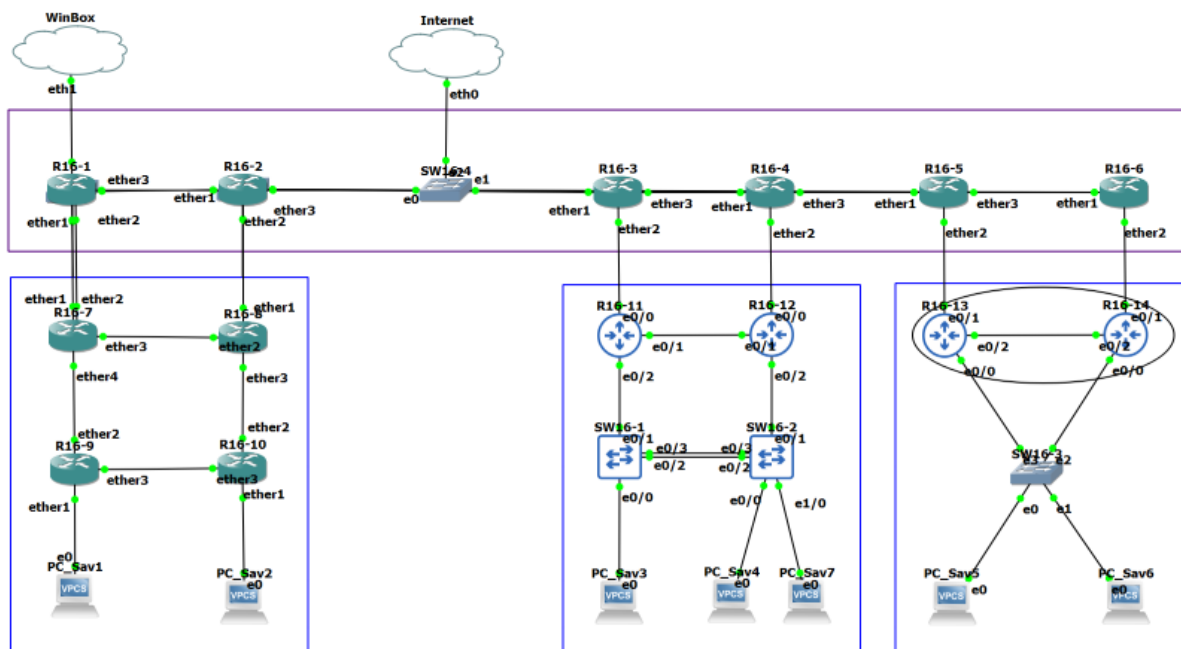 WinBox
Internet
eth1
eth0
R16-1
R16-2
SW16-4
R16-3
R16-4
R16-5
R16-6
ether3
ether1
ether2
ether1
ether3
ether2
e0
e2
e1
ether1
ether3
ether2
ether1
ether3
ether2
ether1
ether3
ether2
ether1
ether2
ether1
ether2
R16-7
ether3
ether4
ether1
R16-8
ether2
ether3
R16-11
e0/0
e0/1
e0/2
R16-12
e0/0
e0/1
e0/2
R16-13
e0/1
e0/2
e0/0
R16-14
e0/1
e0/2
e0/0
ether2
R16-9
ether3
ether1
ether2
R16-10
ether3
ether1
SW16-1
e0/1
e0/3
e0/2
e0/0
SW16-2
e0/1
e0/3
e0/2
e0/0
e1/0
SW16-3
e3
e2
e0
e1
e0
PC_Sav1
VPCS
PC_Sav2
e0
VPCS
PC_Sav3
e0
VPCS
PC_Sav4
e0
VPCS
PC_Sav7
e0
VPCS
PC_Sav5
e0
VPCS
PC_Sav6
e0
VPCS